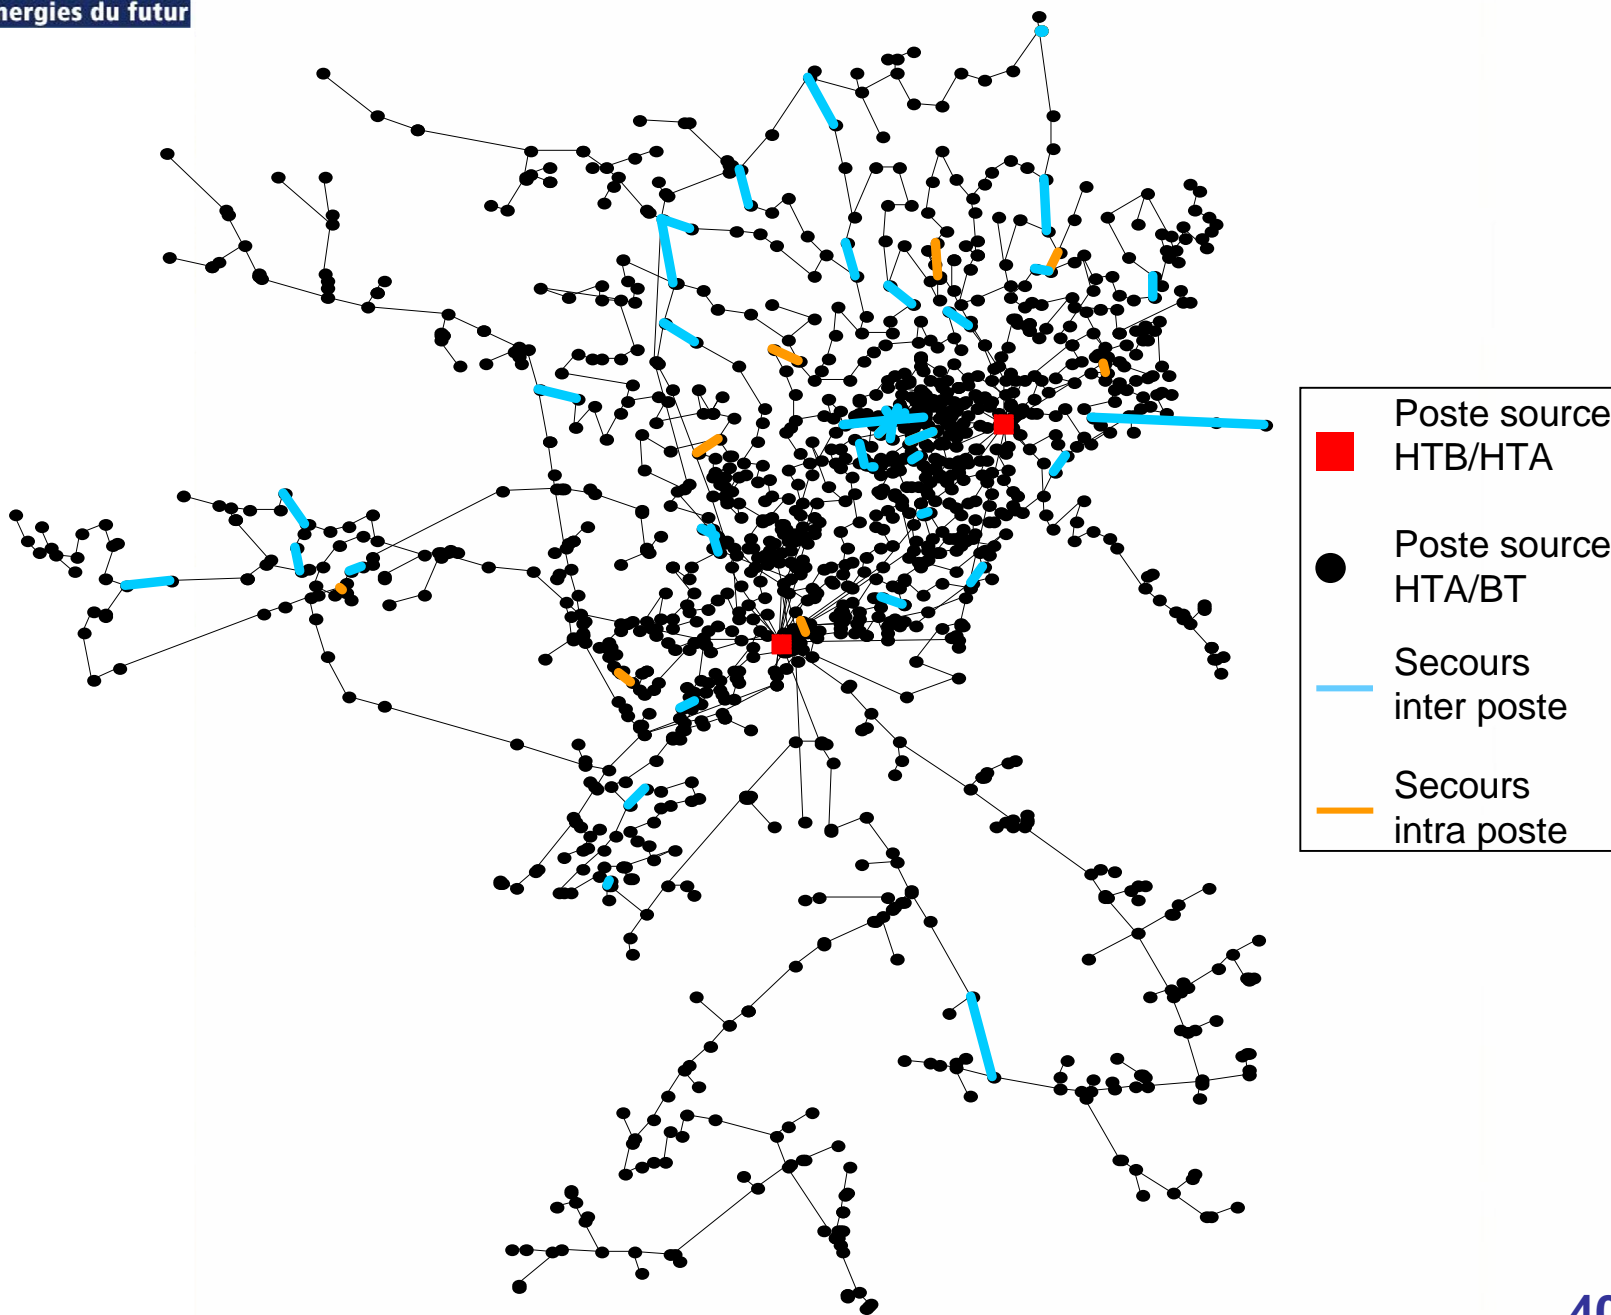 nergies du futur
Poste source
HTB/HTA
Poste source
HTA/BT
Secours
inter poste
Secours
intra poste